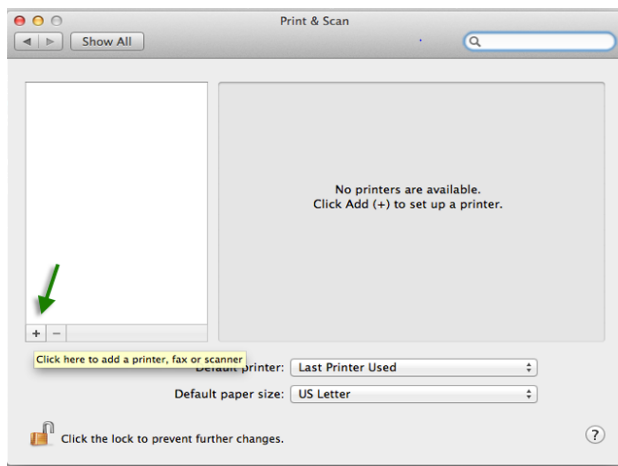 Print & Scan
Show All
No printers are available.
Click Add (+) to set up a printer.
+ −
Click here to add a printer, fax or scanner
Default printer: Last Printer Used
Default paper size: US Letter
Click the lock to prevent further changes.
?